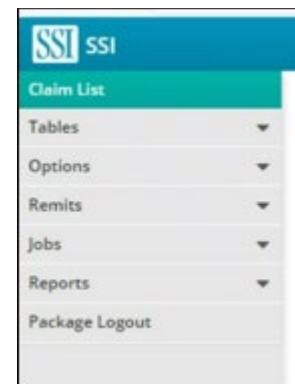 SSI SSI
Claim List
Tables
Options
Remits
Jobs
Reports
Package Logout